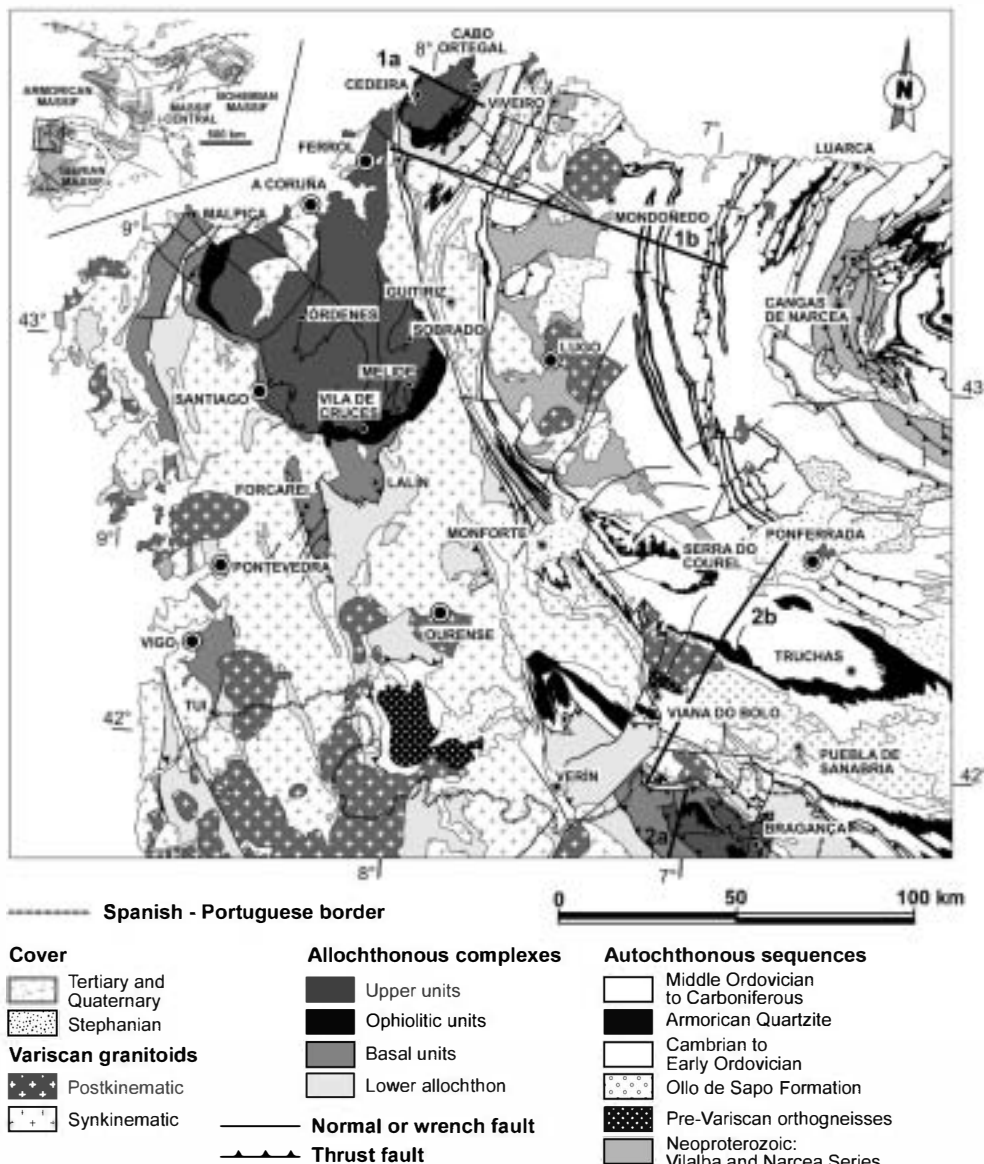 CABO
ORTEGAL
8°
1a
CEDEIRA
VIVEIRO
N
ARMORICAN
MASSIF
BOHEMIAN
MASSIF
MASSIF
CENTRAL
500 km
IBERIAN
MASSIF
FERROL
7°
LUARCA
A CORUÑA
MALPICA
9°
MONDOÑEDO
1b
GUITIRIZ
CANGAS
DE NARCEA
43°
ÓRDENES
SOBRADO
LUGO
MELIDE
SANTIAGO
VILA DE
CRUCES
43°
LALÍN
FORCAREI
MONFORTE
9°
PONFERRADA
SERRA DO
COUREL
PONTEVEDRA
2b
VIGO
OURENSE
TRUCHAS
TUI
42°
VIANA DO BOLO
PUEBLA DE
SANABRIA
VERÍN
42°
BRAGANÇA
2a
8°
7°
0 50 100 km
Spanish - Portuguese border
Cover
Tertiary and
Quaternary
Stephanian
Variscan granitoids
Postkinematic
Synkinematic
Allochthonous complexes
Upper units
Ophiolitic units
Basal units
Lower allochthon
Normal or wrench fault
Thrust fault
Autochthonous sequences
Middle Ordovician
to Carboniferous
Armorican Quartzite
Cambrian to
Early Ordovician
Ollo de Sapo Formation
Pre-Variscan orthogneisses
Neoproterozoic:
Vilalba and Narcea Series